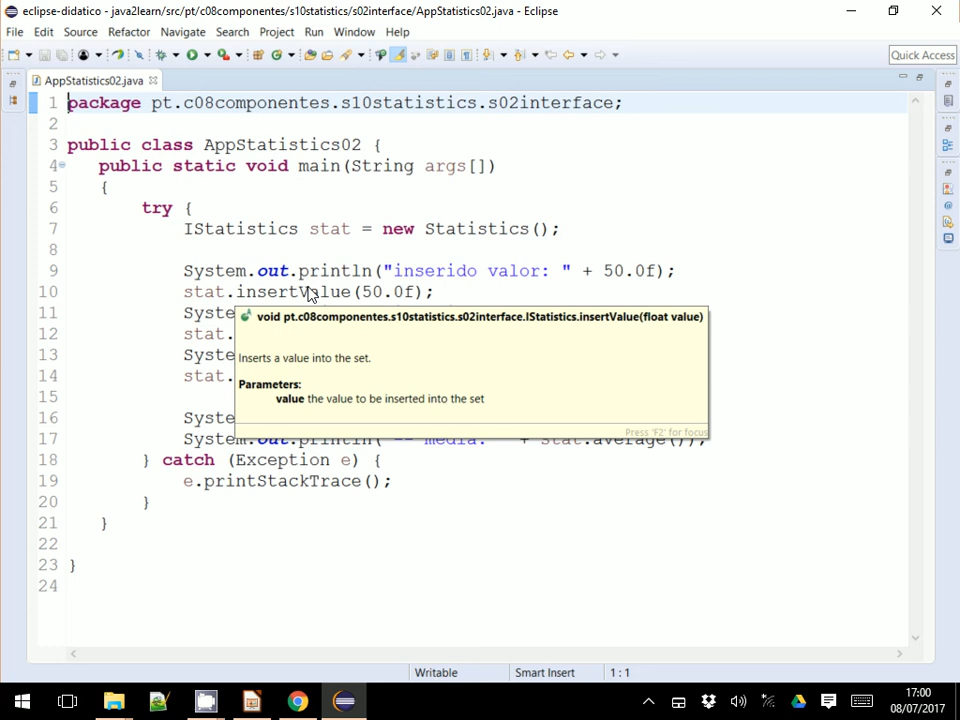 eclipse-didatico - java2learn/src/pt/c08componentes/s10statistics/s02interface/AppStatistics02.java - Eclipse
File Edit Source Refactor Navigate Search Project Run Window Help
Quick Access
AppStatistics02.java
1 package pt.c08componentes.s10statistics.s02interface;
2
3 public class AppStatistics02 {
4 public static void main(String args[])
5 {
6 try {
7 IStatistics stat = new Statistics();
8
9 System.out.println("inserido valor: " + 50.0f);
10 stat.insertValue(50.0f);
11 Syste
void pt.c08componentes.s10statistics.s02interface.IStatistics.insertValue(float value)
12 stat.
13 Syste
Inserts a value into the set.
14 stat.
Parameters:
value the value to be inserted into the set
15
16 Syste
Press 'F2' for focus
17 System.out.println("-- media: " + stat.average());
18 } catch (Exception e) {
19 e.printStackTrace();
20 }
21 }
22
23 }
24
Writable Smart Insert 1 : 1
17:00
08/07/2017